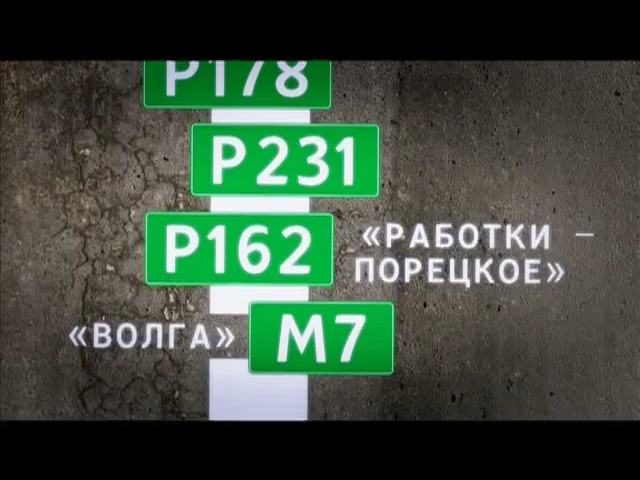 Р178
Р231
Р162
«РАБОТКИ –
ПОРЕЦКОЕ»
«ВОЛГА»
М7